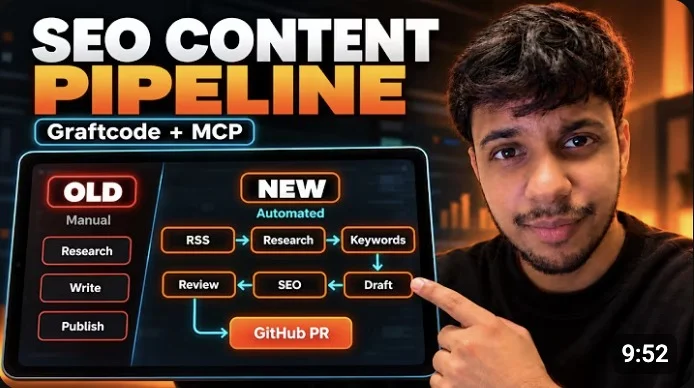 SEO CONTENT
PIPELINE
Graftcode + MCP
OLD
Manual
Research
Write
Publish
NEW
Automated
RSS
Research
Keywords
Review
SEO
Draft
GitHub PR
9:52